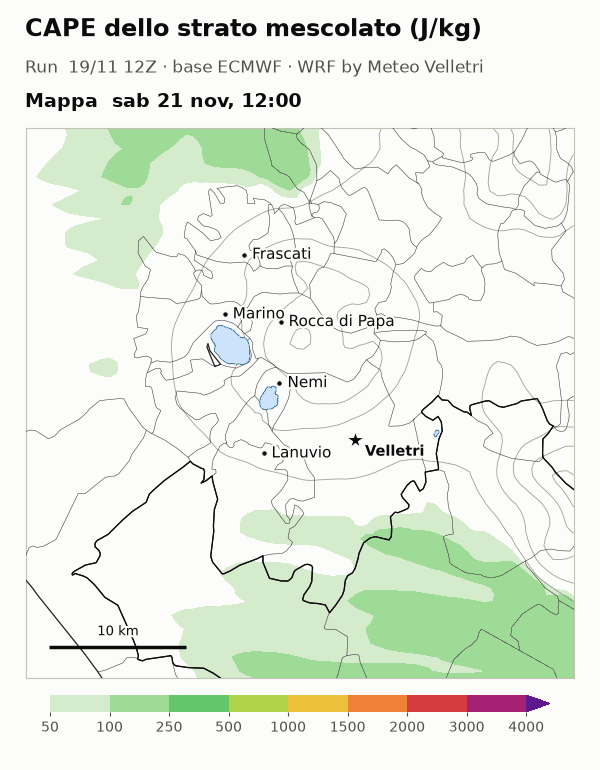 CAPE dello strato mescolato (J/kg)
Run  19/11 12Z · base ECMWF · WRF by Meteo Velletri
Mappa  sab 21 nov, 12:00
Frascati
Marino
Rocca di Papa
Nemi
Velletri
Lanuvio
10 km
50 100 250 500 1000 1500 2000 3000 4000